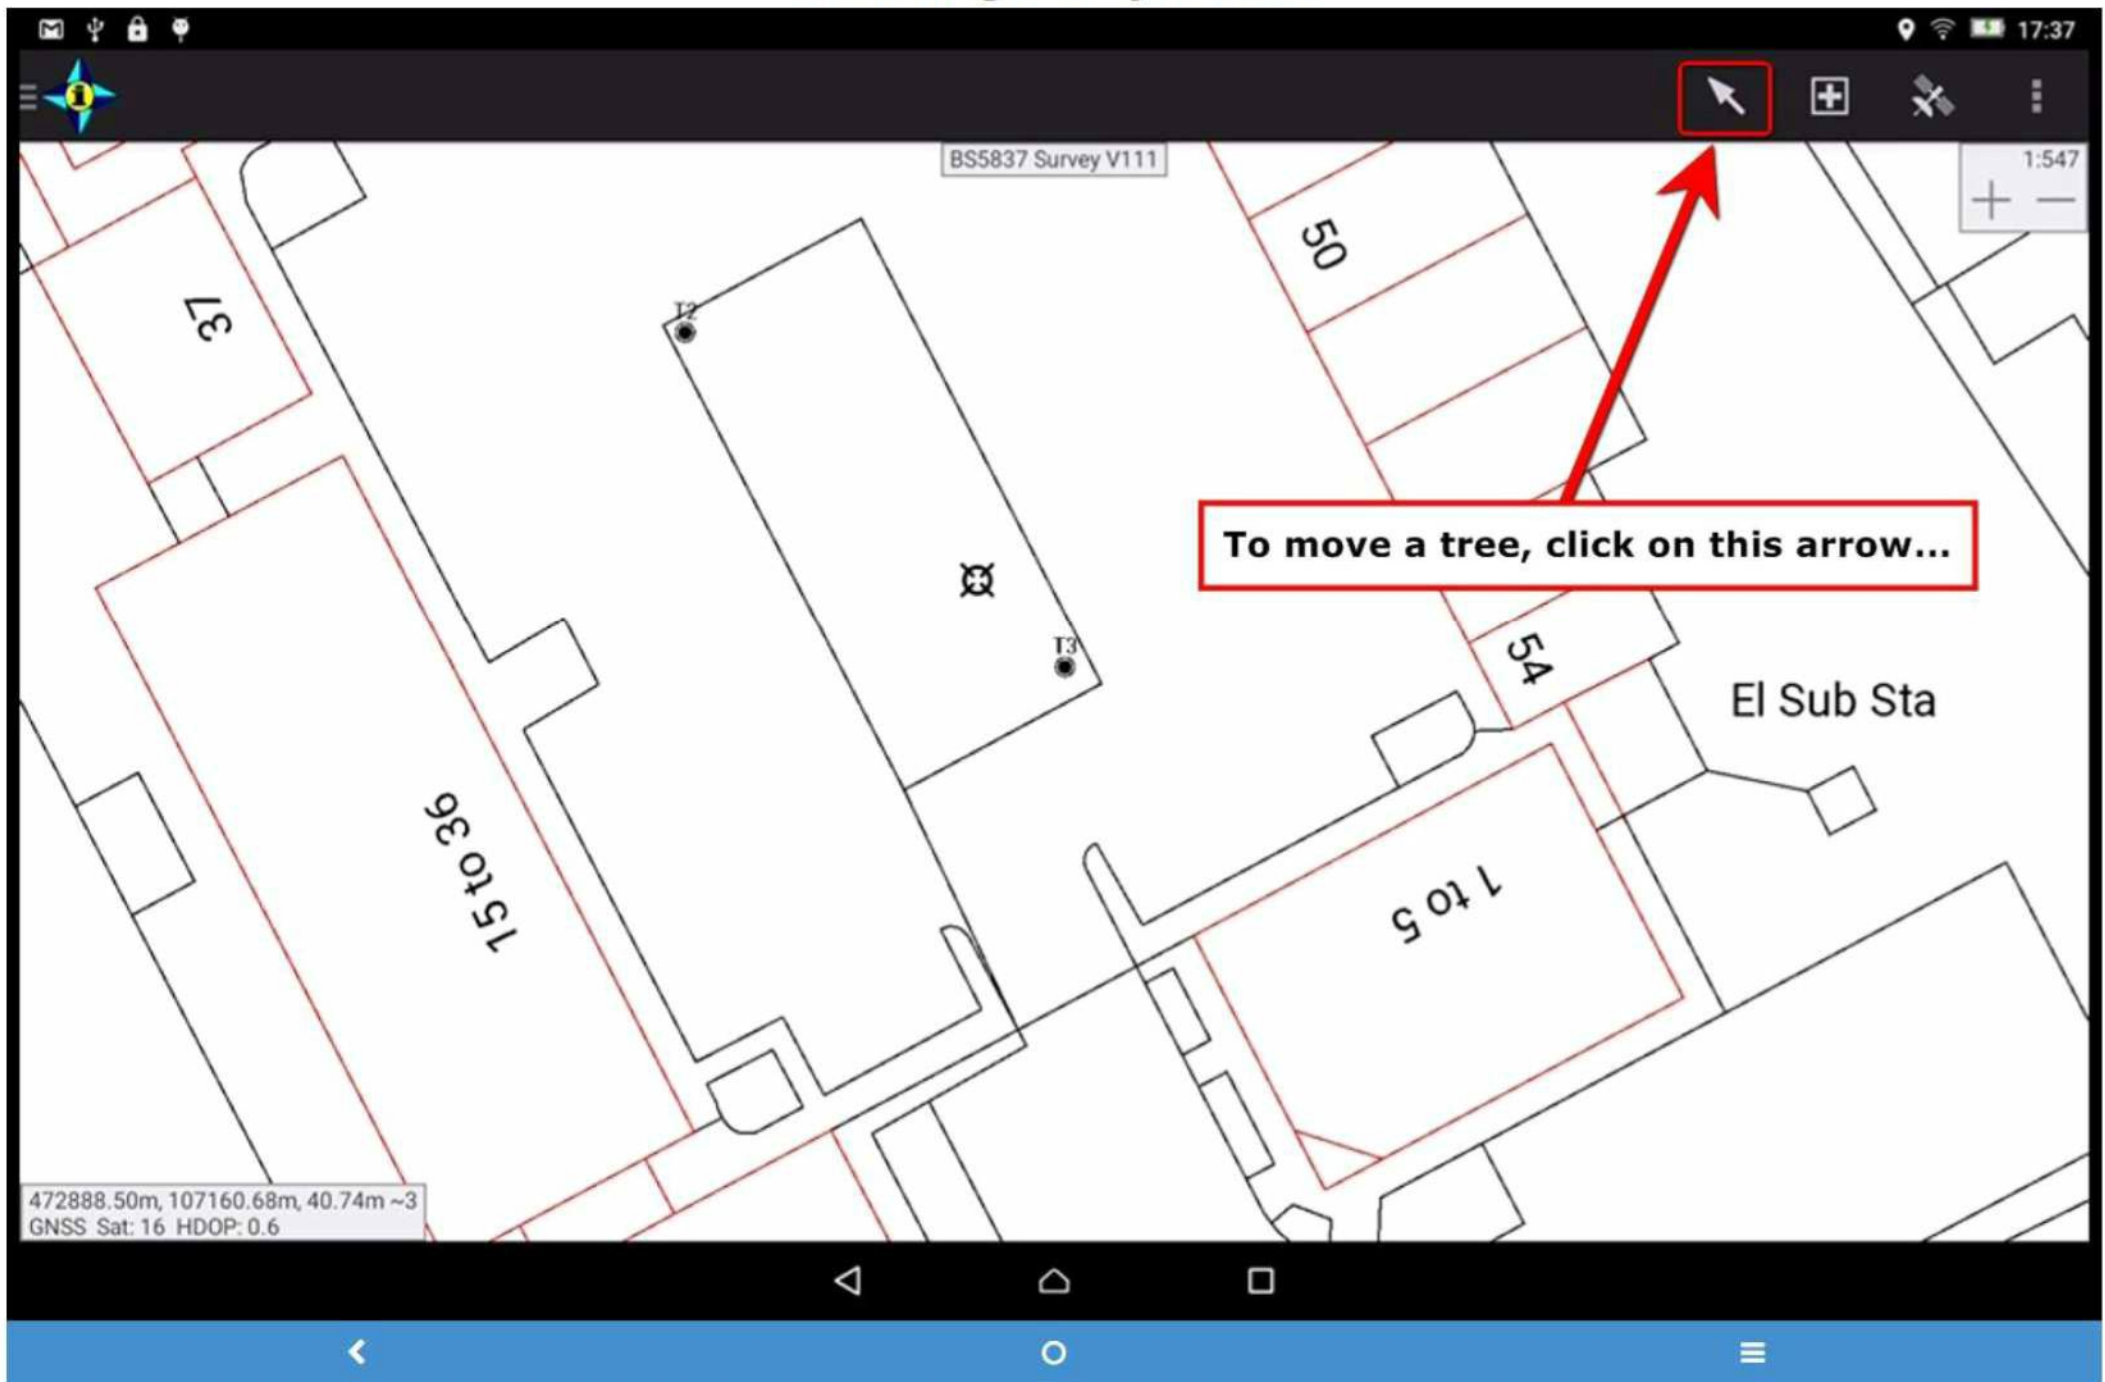 17:37
BS5837 Survey V111
1:547
50
37
T2
To move a tree, click on this arrow...
T3
54
El Sub Sta
15 to 36
1 to 5
472888.50m, 107160.68m, 40.74m ~3
GNSS Sat: 16 HDOP: 0.6